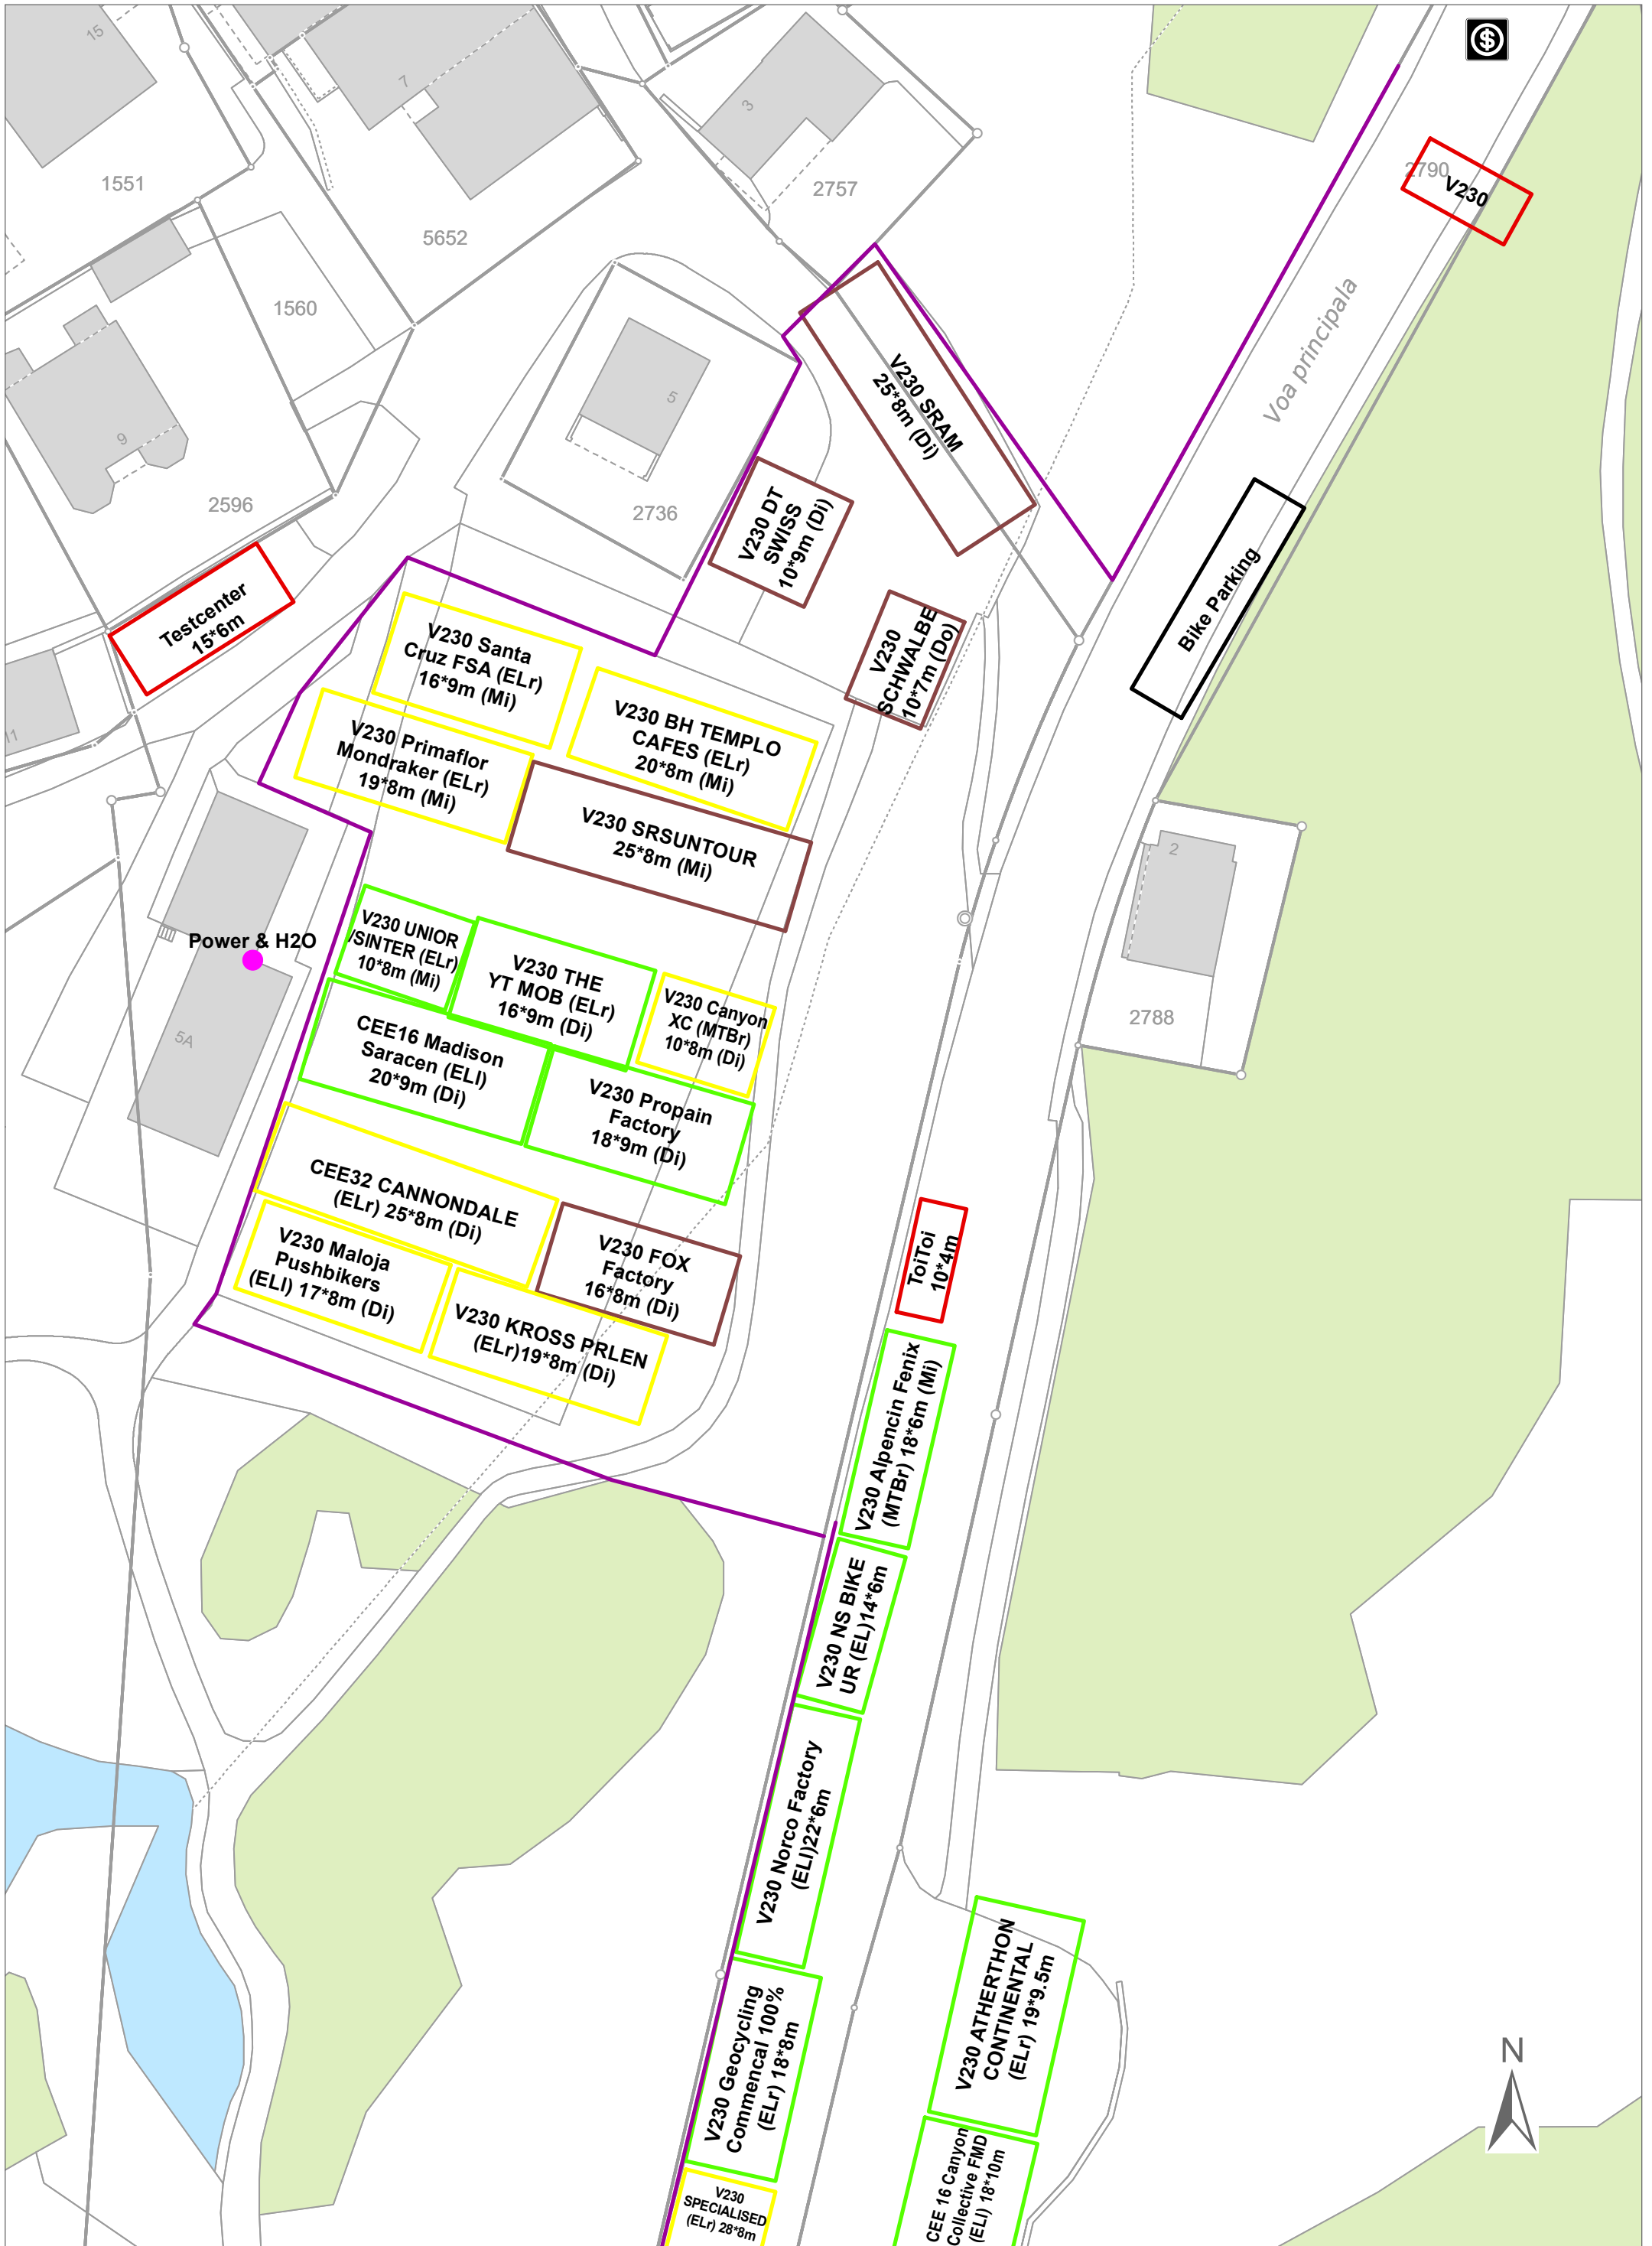 15
7
3
$
1551
2757
2790
V230
5652
1560
Voa principala
V230 SRAM
25*8m (Di)
5
9
2596
2736
V230 DT
SWISS
10*9m (Di)
Bike Parking
Testcenter
15*6m
V230
SCHWALBE
10*7m (Do)
V230 Santa
Cruz FSA (ELr)
16*9m (Mi)
V230 BH TEMPLO
CAFES (ELr)
20*8m (Mi)
11
V230 Primaflor
Mondraker (ELr)
19*8m (Mi)
V230 SRSUNTOUR
25*8m (Mi)
2
Power & H2O
V230 UNIOR
/SINTER (ELr)
10*8m (Mi)
V230 THE
YT MOB (ELr)
16*9m (Di)
V230 Canyon
XC (MTBr)
10*8m (Di)
2788
5A
CEE16 Madison
Saracen (ELI)
20*9m (Di)
V230 Propain
Factory
18*9m (Di)
CEE32 CANNONDALE
(ELr) 25*8m (Di)
V230 Maloja
Pushbikers
(ELI) 17*8m (Di)
V230 FOX
Factory
16*8m (Di)
ToiToi
10*4m
V230 KROSS PRLEN
(ELr)19*8m (Di)
V230 Alpencin Fenix
(MTBr) 18*6m (Mi)
V230 NS BIKE
UR (EL)14*6m
V230 Norco Factory
(ELI)22*6m
V230 ATHERTHON
CONTINENTAL
(ELr) 19*9.5m
V230 Geocycling
Commencal 100%
(ELr) 18*8m
N
CEE 16 Canyon
Collective FMD
(ELI) 18*10m
V230
SPECIALISED
(ELr) 28*8m